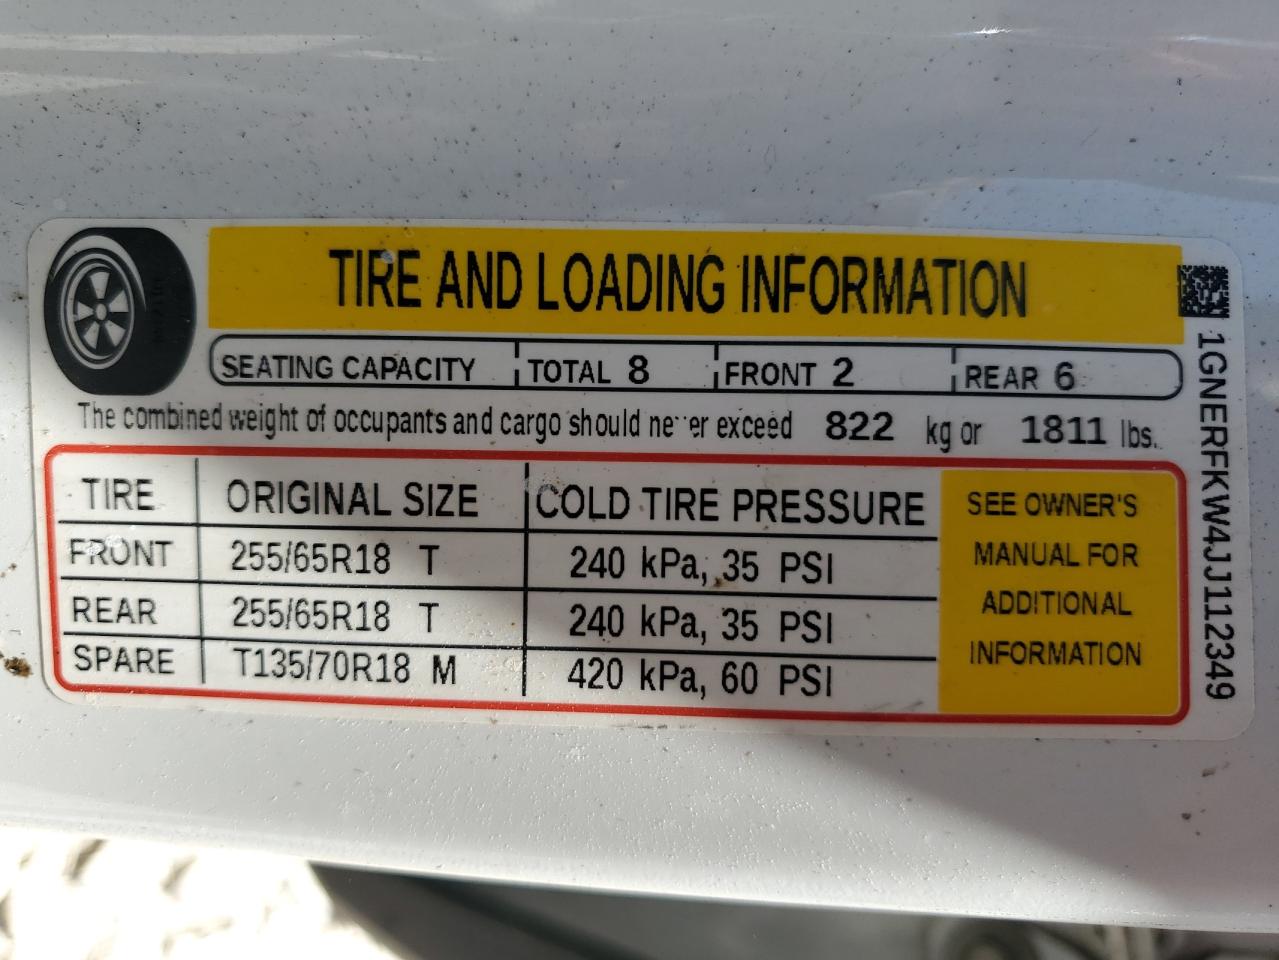 TIRE AND LOADING INFORMATION
SEATING CAPACITY TOTAL 8 FRONT 2 REAR 6
The combined weight of occupants and cargo should never exceed 822 kg or 1811 lbs.
TIRE ORIGINAL SIZE COLD TIRE PRESSURE
FRONT 255/65R18 T 240 kPa, 35 PSI
REAR 255/65R18 T 240 kPa, 35 PSI
SPARE T135/70R18 M 420 kPa, 60 PSI
SEE OWNER'S
MANUAL FOR
ADDITIONAL
INFORMATION
1GNERFKW4JJ112349